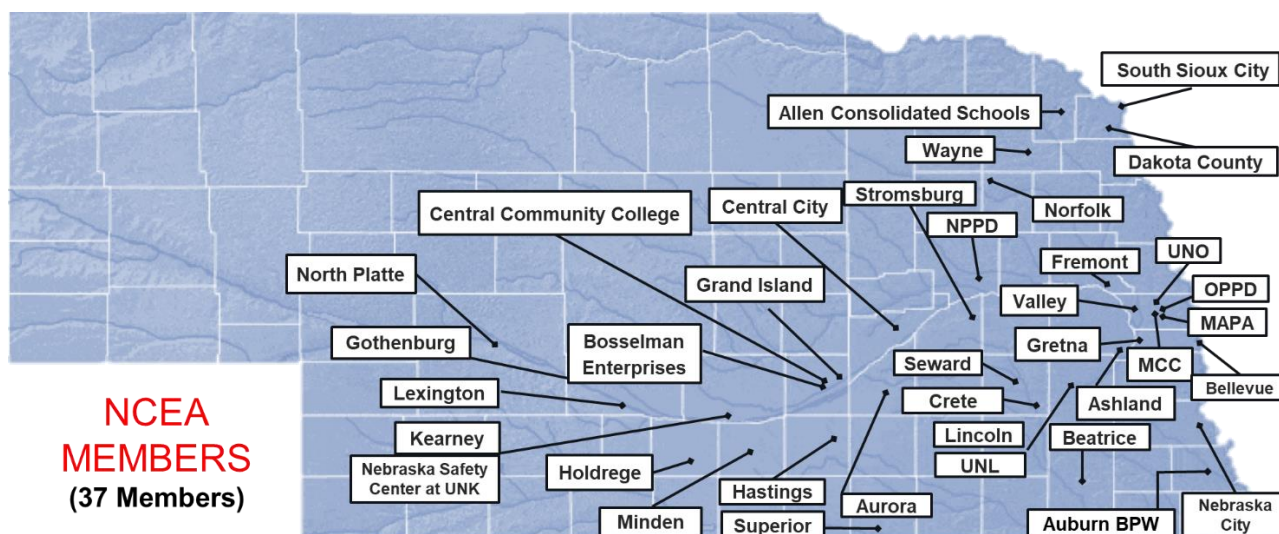 South Sioux City
Allen Consolidated Schools
Wayne
Dakota County
Stromsburg
Central Community College
Central City
Norfolk
NPPD
UNO
Fremont
North Platte
Grand Island
OPPD
Valley
MAPA
Gothenburg
Bosselman
Enterprises
Gretna
Seward
MCC
Bellevue
Lexington
Crete
Ashland
NCEA
MEMBERS
(37 Members)
Kearney
Nebraska Safety
Center at UNK
Lincoln
UNL
Beatrice
Holdrege
Hastings
Aurora
Nebraska
City
Minden
Superior
Auburn BPW